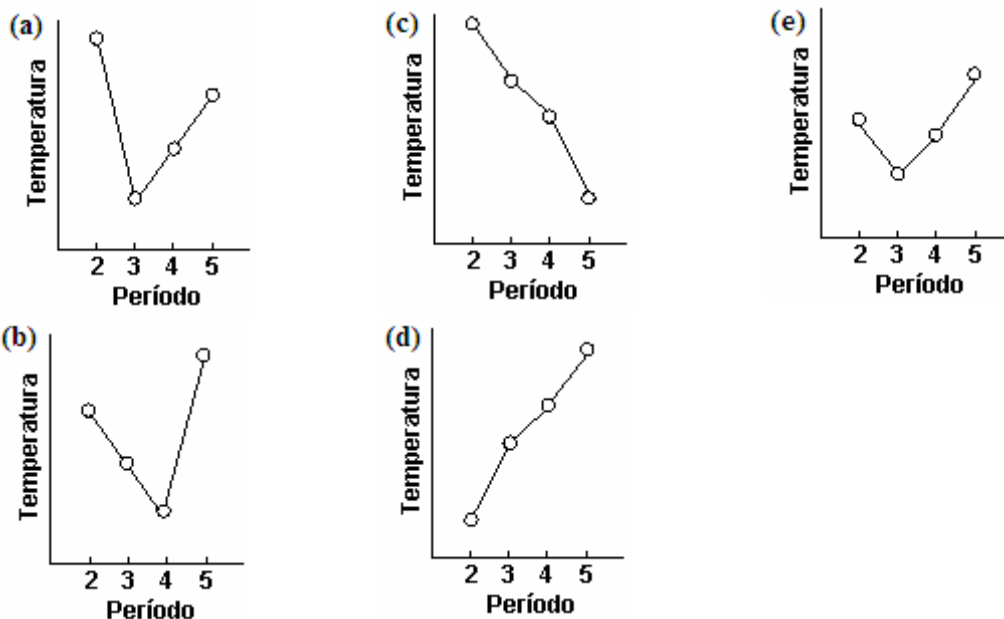 (a)
Temperatura
2 3 4 5
Período
(c)
Temperatura
2 3 4 5
Período
(e)
Temperatura
2 3 4 5
Período
(b)
Temperatura
2 3 4 5
Período
(d)
Temperatura
2 3 4 5
Período